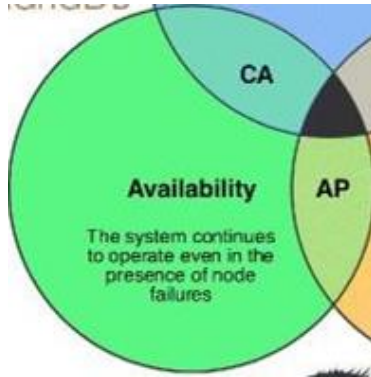 CA
Availability
AP
The system continues
to operate even in the
presence of node
failures